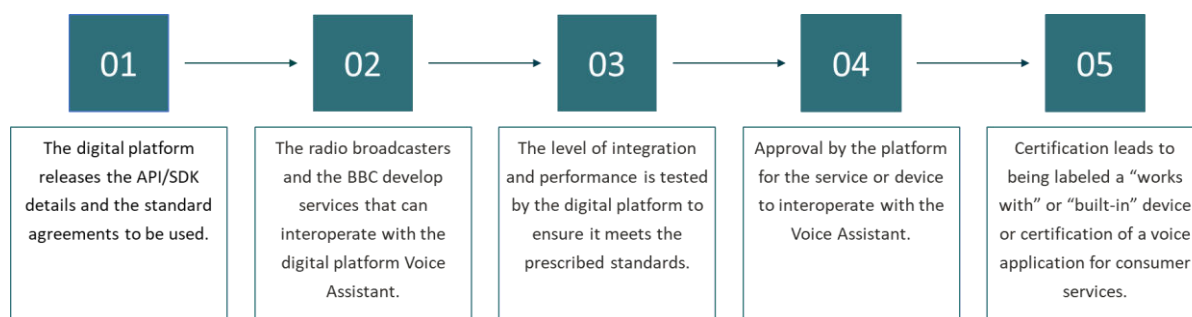 01
The digital platform
releases the API/SDK
details and the standard
agreements to be used.
02
The radio broadcasters
and the BBC develop
services that can
interoperate with the
digital platform Voice
Assistant.
03
The level of integration
and performance is tested
by the digital platform to
ensure it meets the
prescribed standards.
04
Approval by the platform
for the service or device
to interoperate with the
Voice Assistant.
05
Certification leads to
being labeled a “works
with” or “built-in” device
or certification of a voice
application for consumer
services.